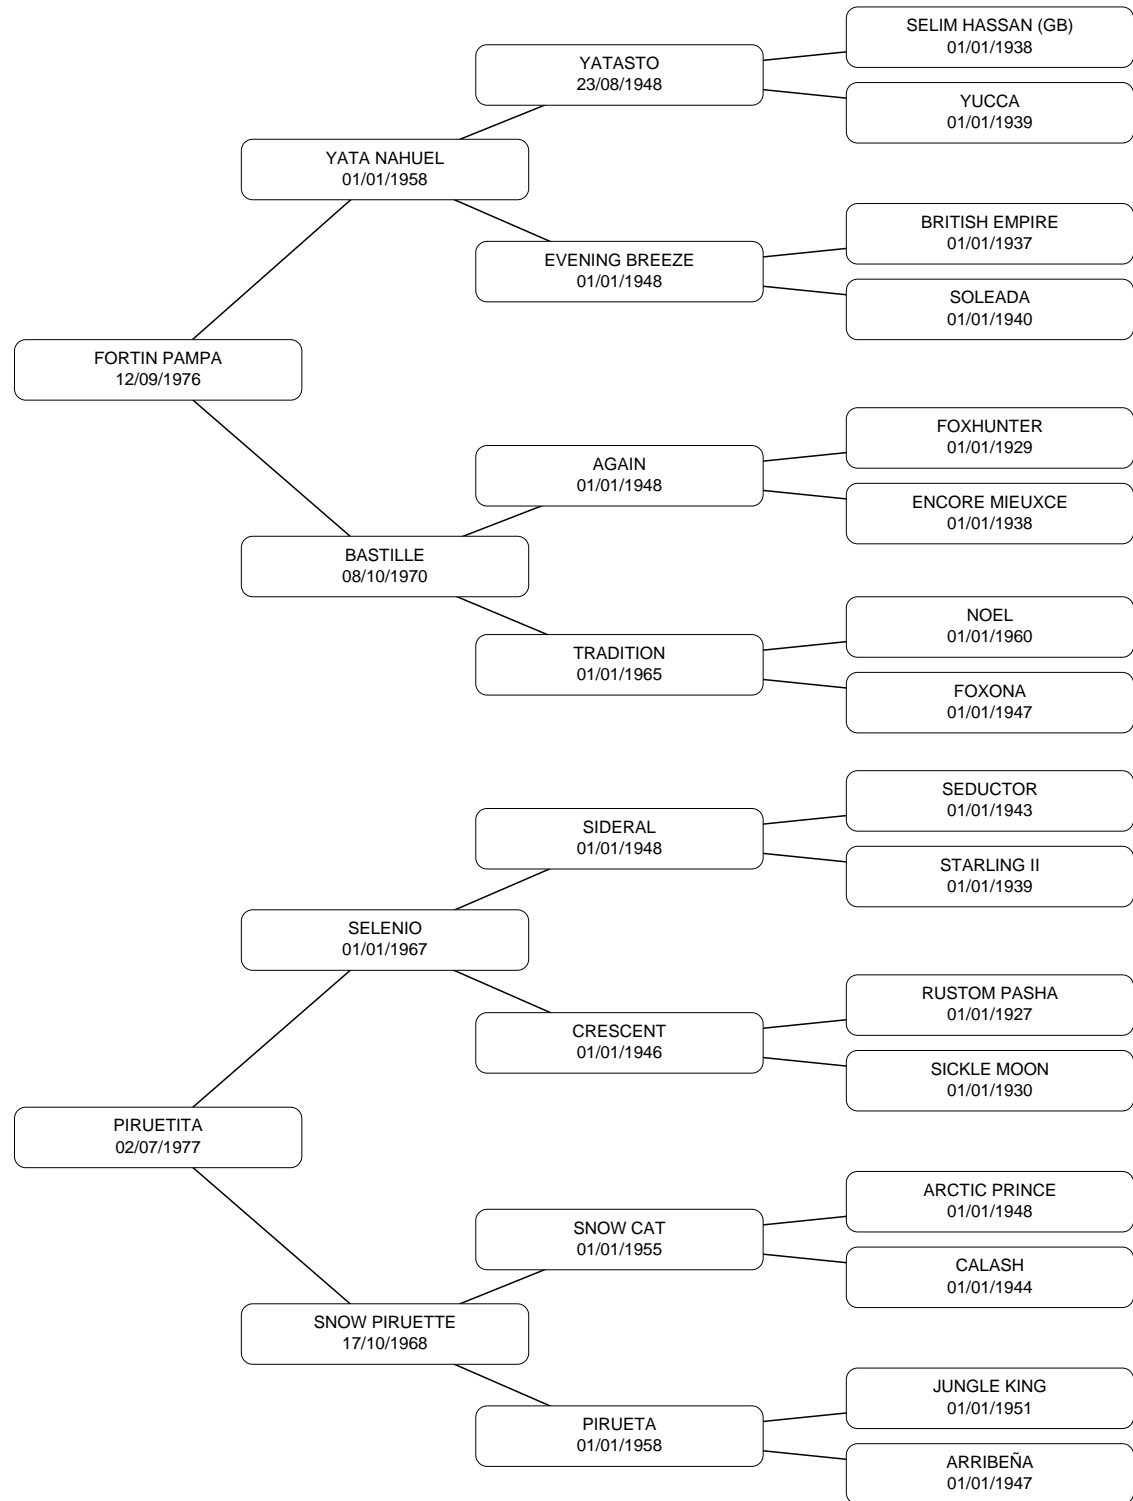 SELIM HASSAN (GB)
01/01/1938
YATASTO
23/08/1948
YUCCA
01/01/1939
YATA NAHUEL
01/01/1958
BRITISH EMPIRE
01/01/1937
EVENING BREEZE
01/01/1948
SOLEADA
01/01/1940
FORTIN PAMPA
12/09/1976
FOXHUNTER
01/01/1929
AGAIN
01/01/1948
ENCORE MIEUXCE
01/01/1938
BASTILLE
08/10/1970
NOEL
01/01/1960
TRADITION
01/01/1965
FOXONA
01/01/1947
SEDUCTOR
01/01/1943
SIDERAL
01/01/1948
STARLING II
01/01/1939
SELENIO
01/01/1967
RUSTOM PASHA
01/01/1927
CRESCENT
01/01/1946
SICKLE MOON
01/01/1930
PIRUETITA
02/07/1977
ARCTIC PRINCE
01/01/1948
SNOW CAT
01/01/1955
CALASH
01/01/1944
SNOW PIRUETTE
17/10/1968
JUNGLE KING
01/01/1951
PIRUETA
01/01/1958
ARRIBEÑA
01/01/1947